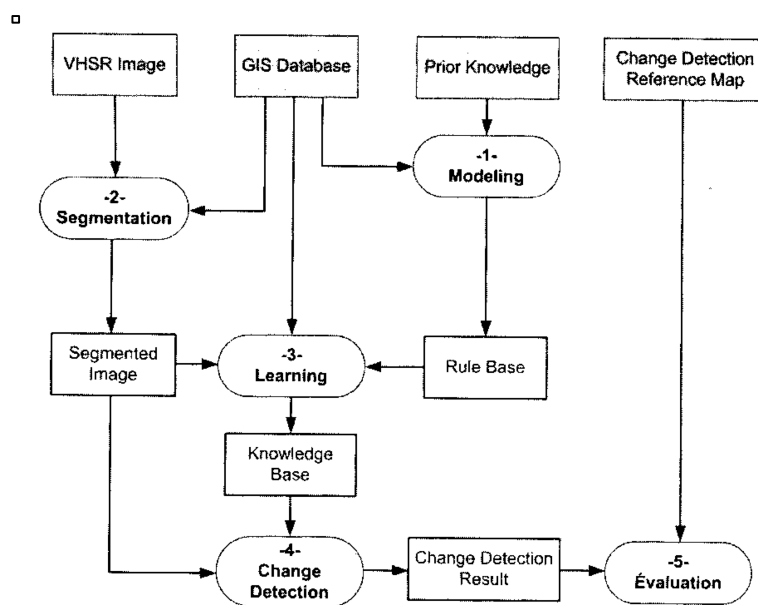 VHSR Image
GIS Database
Prior Knowledge
Change Detection
Reference Map
-1-
Modeling
-2-
Segmentation
Segmented
Image
-3-
Learning
Rule Base
Knowledge
Base
-4-
Change
Detection
Change Detection
Result
-5-
Évaluation